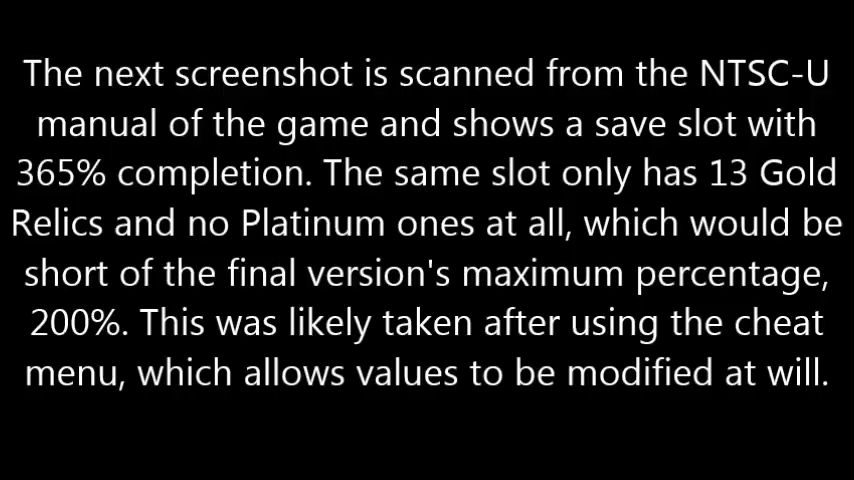 The next screenshot is scanned from the NTSC-U
manual of the game and shows a save slot with
365% completion. The same slot only has 13 Gold
Relics and no Platinum ones at all, which would be
short of the final version's maximum percentage,
200%. This was likely taken after using the cheat
menu, which allows values to be modified at will.